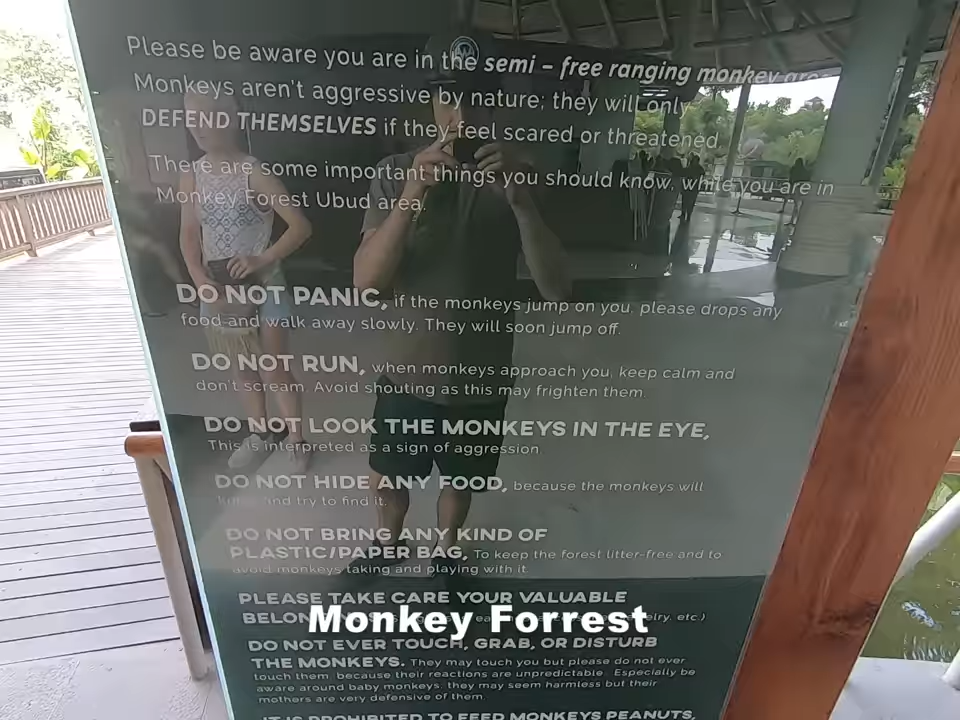 Please be aware you are in the semi – free ranging monkey
Monkeys aren't aggressive by nature; they will only
DEFEND THEMSELVES if they feel scared or threatened
There are some important things you should know, while you are in
Monkey Forest Ubud area.
DO NOT PANIC, if the monkeys jump on you, please drops any
food and walk away slowly. They will soon jump off.
DO NOT RUN, when monkeys approach you, keep calm and
don't scream. Avoid shouting as this may frighten them.
DO NOT LOOK THE MONKEYS IN THE EYE,
This is interpreted as a sign of aggression
DO NOT HIDE ANY FOOD, because the monkeys will
and try to find it.
DO NOT BRING ANY KIND OF
PLASTIC/PAPER BAG, To keep the forest litter-free and to
avoid monkeys taking and playing with it.
PLEASE TAKE CARE YOUR VALUABLE
etc.)
Monkey Forrest
DO NOT EVER TOUCH, GRAB, OR DISTURB
THE MONKEYS. They may touch you but please do not ever
touch them, because their reactions are unpredictable. Especially be
aware around baby monkeys, they may seem harmless but their
mothers are very defensive of them.
IT IS PROHIBITED TO FEED MONKEYS PEANUTS,